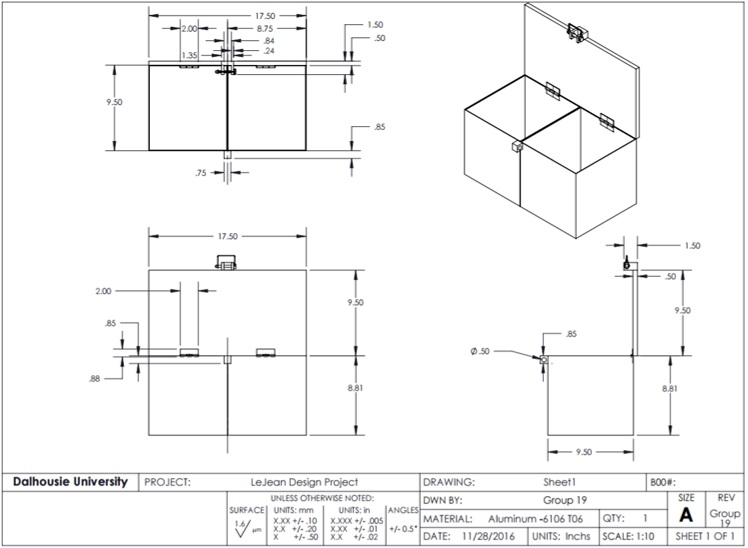 17.50
1.50
2.00
8.75
.50
.84
.24
1.35
9.50
.85
.75
17.50
1.50
2.00
.50
9.50
9.50
.85
.85
Ø.50
.88
8.81
8.81
9.50
Dalhousie University
PROJECT:
LeJean Design Project
DRAWING:
Sheet1
B00#:
UNLESS OTHERWISE NOTED:
DWN BY:
Group 19
SIZE
REV
SURFACE
UNITS: mm
UNITS: in
ANGLES
A
Group
19
1.6/ μm
X.XX +/- .10
X.XXX +/- .005
+/- 0.5°
MATERIAL:
Aluminum -6106 T06
QTY:
1
X.X +/- .20
X.XX +/- .01
X +/- .50
X.X +/- .02
DATE:
11/28/2016
UNITS: Inchs
SCALE: 1:10
SHEET 1 OF 1